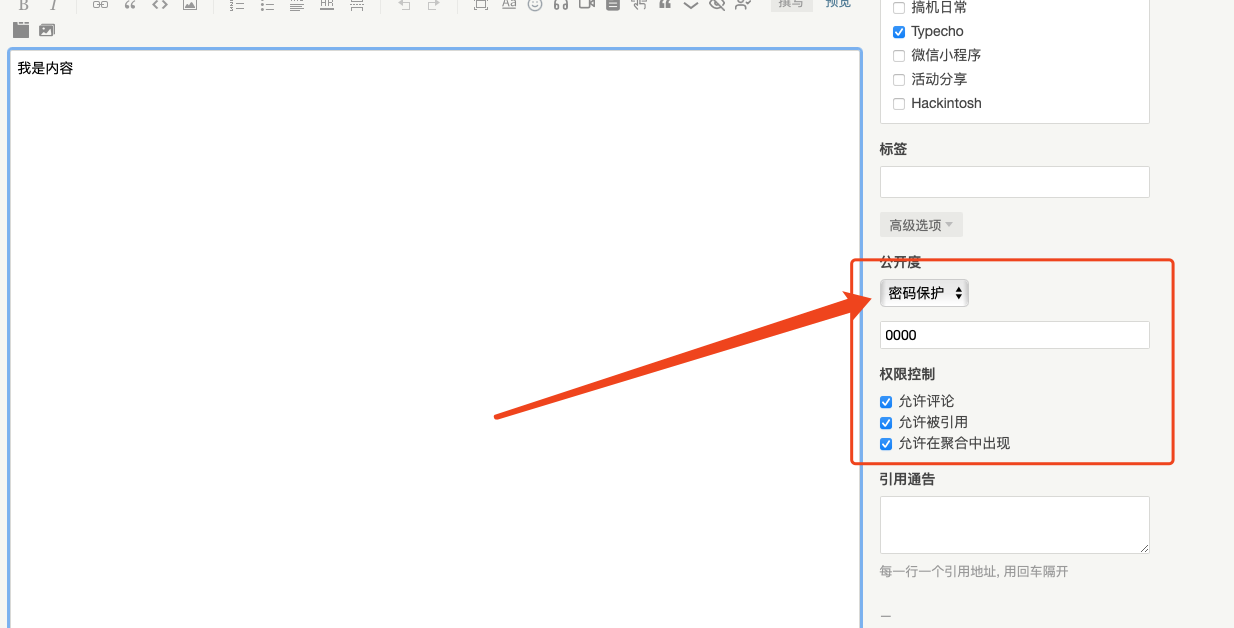 B I HR Aa 撰写 预览
我是内容
搞机日常
Typecho
微信小程序
活动分享
Hackintosh
标签
高级选项
公开度
密码保护
0000
权限控制
允许评论
允许被引用
允许在聚合中出现
引用通告
每一行一个引用地址, 用回车隔开